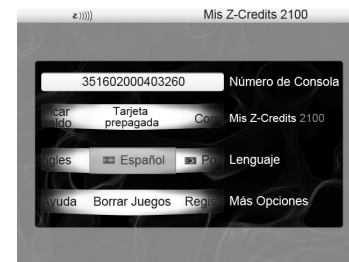 Mis Z-Credits 2100
351602000403260 Número de Consola
Tarjeta
prepagada
Mis Z-Credits 2100
Español
Lenguaje
Borrar Juegos
Más Opciones